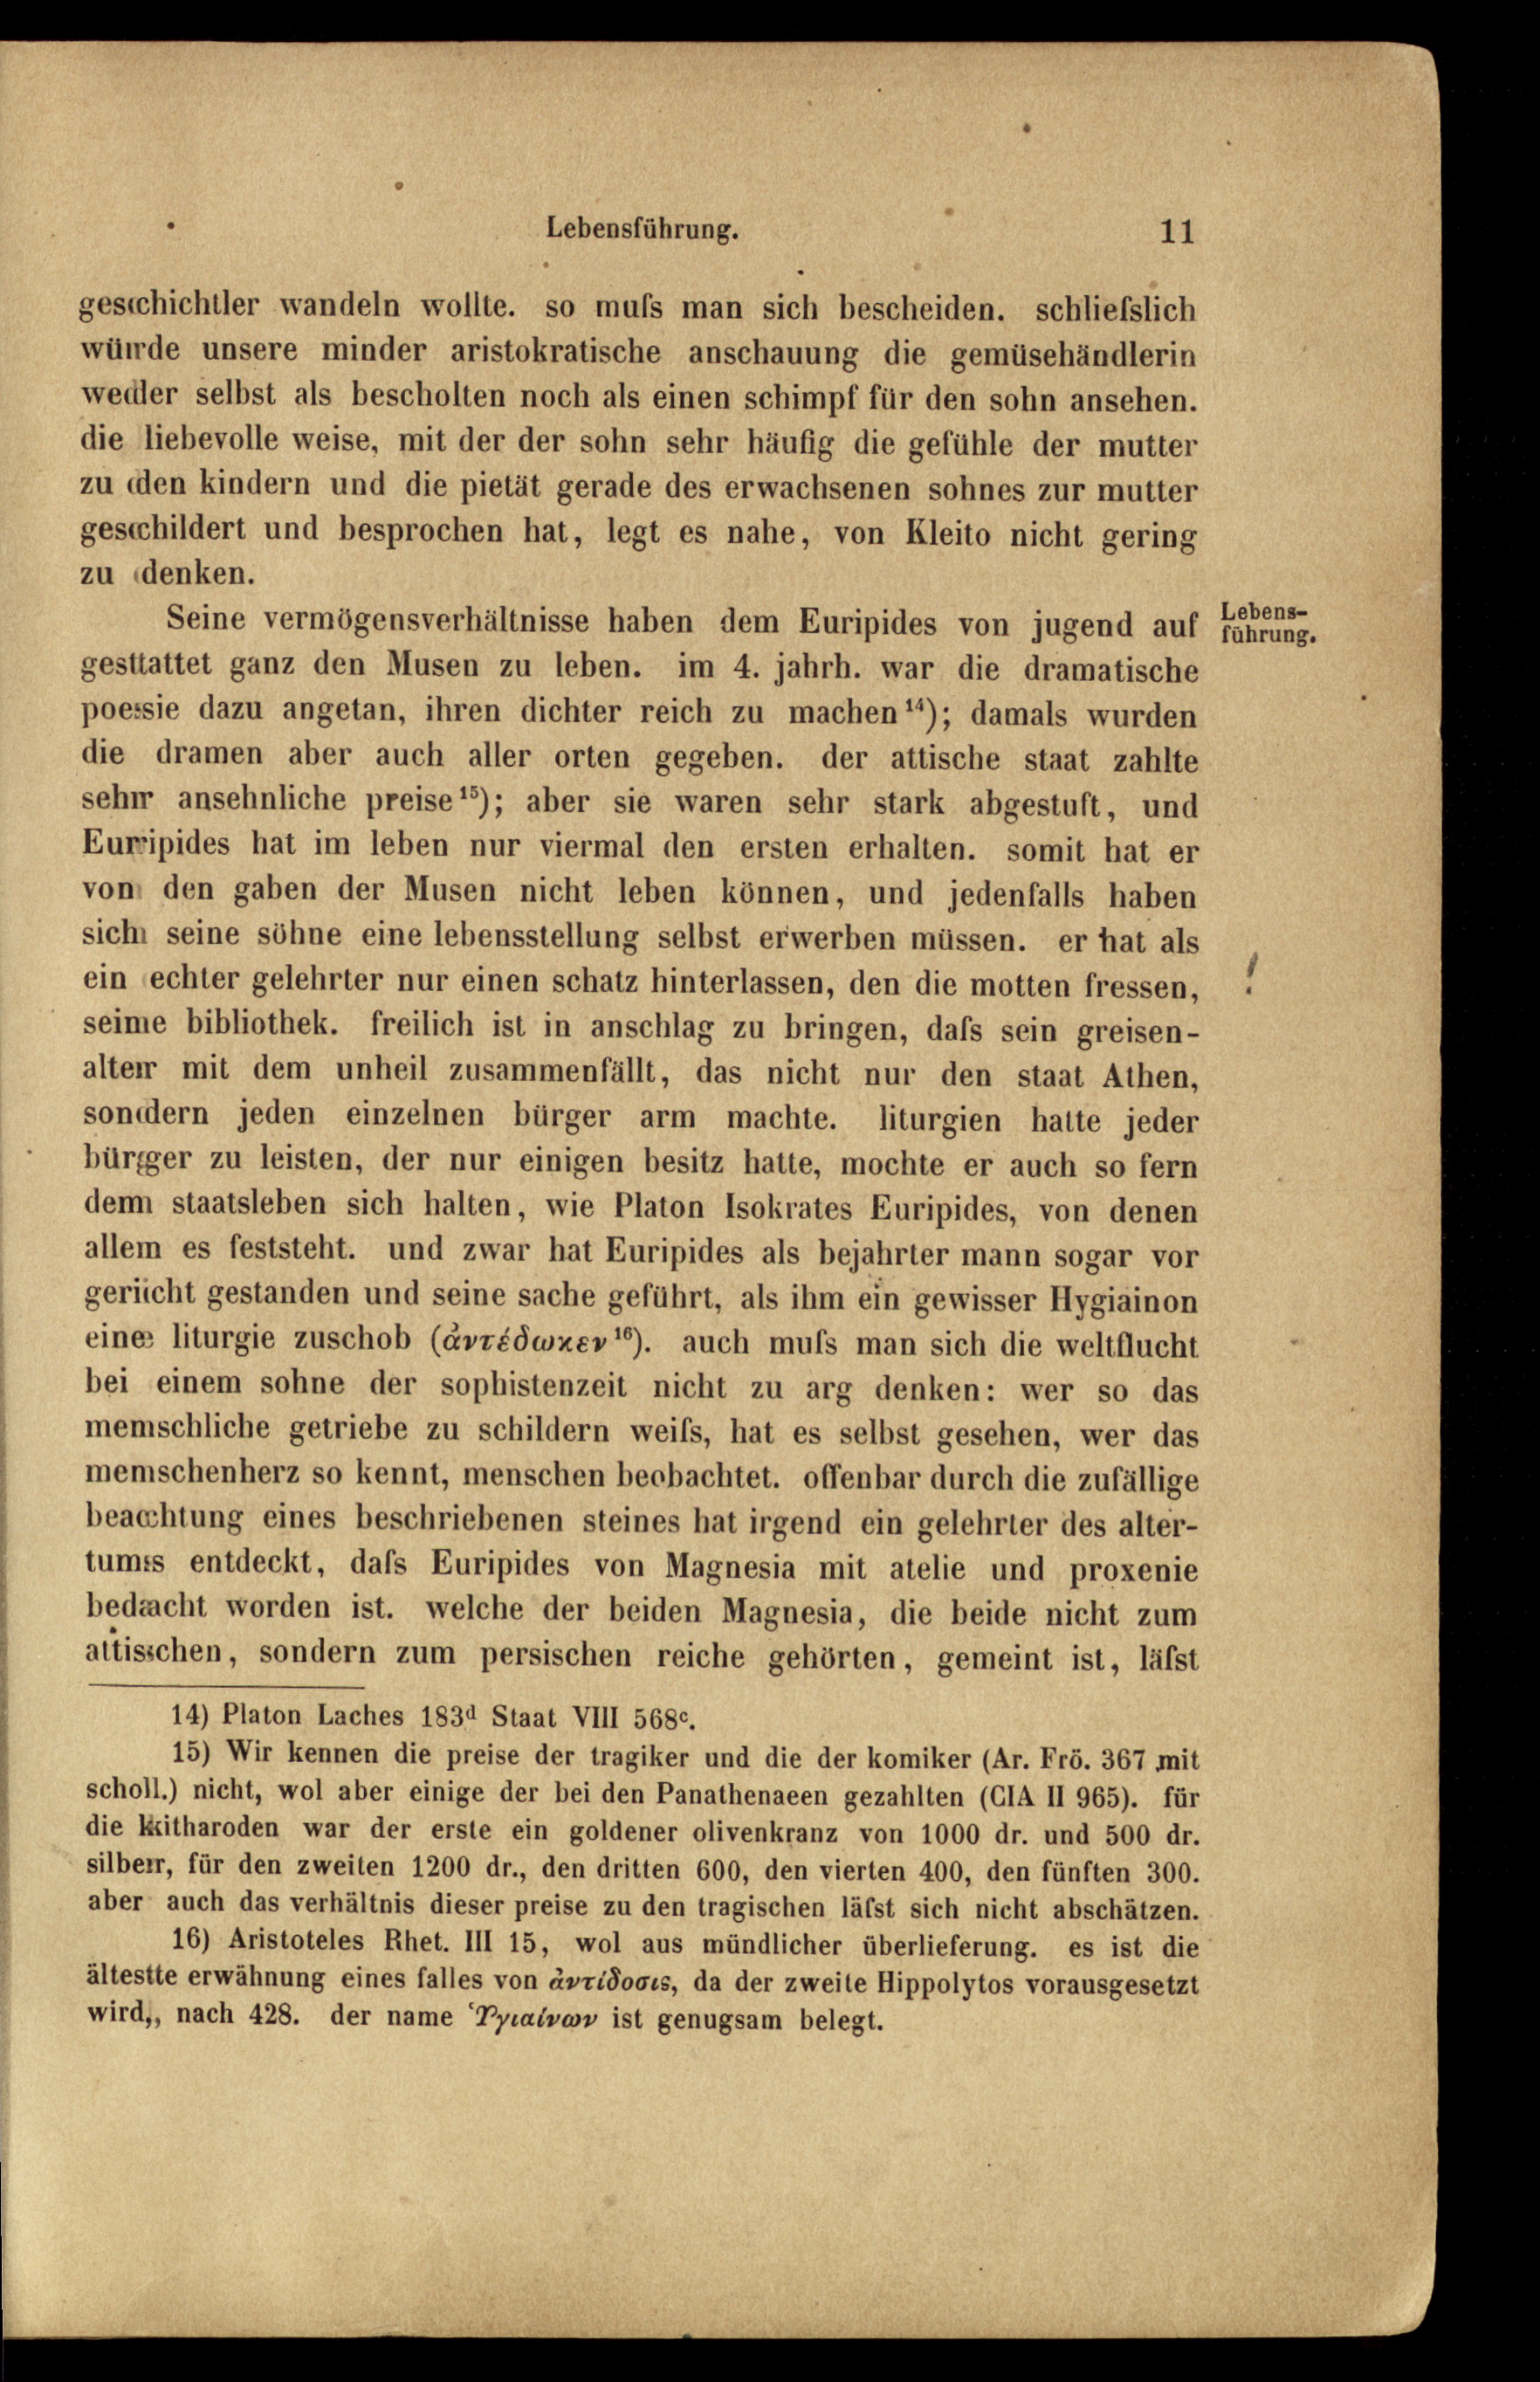 Lebensführung. 11
geschichtler wandeln wollte. so muſs man sich bescheiden. schlieſslich
würde unsere minder aristokratische anschauung die gemüsehändlerin
weder selbst als bescholten noch als einen schimpf für den sohn ansehen.
die liebevolle weise, mit der der sohn sehr häufig die gefühle der mutter
zu den kindern und die pietät gerade des erwachsenen sohnes zur mutter
geschildert und besprochen hat, legt es nahe, von Kleito nicht gering
zu denken.
Seine vermögensverhältnisse haben dem Euripides von jugend auf
Lebens-
führung.
gestattet ganz den Musen zu leben. im 4. jahrh. war die dramatische
poesie dazu angetan, ihren dichter reich zu machen¹⁴); damals wurden
die dramen aber auch aller orten gegeben. der attische staat zahlte
sehr ansehnliche preise¹⁵); aber sie waren sehr stark abgestuft, und
Euripides hat im leben nur viermal den ersten erhalten. somit hat er
von den gaben der Musen nicht leben können, und jedenfalls haben
sich seine söhne eine lebensstellung selbst erwerben müssen. er hat als
ein echter gelehrter nur einen schatz hinterlassen, den die motten fressen,
!
seine bibliothek. freilich ist in anschlag zu bringen, daſs sein greisen-
alter mit dem unheil zusammenfällt, das nicht nur den staat Athen,
sondern jeden einzelnen bürger arm machte. liturgien hatte jeder
bürger zu leisten, der nur einigen besitz hatte, mochte er auch so fern
dem staatsleben sich halten, wie Platon Isokrates Euripides, von denen
allem es feststeht. und zwar hat Euripides als bejahrter mann sogar vor
gericht gestanden und seine sache geführt, als ihm ein gewisser Hygiainon
eine liturgie zuschob (ἀντέδωκεν¹⁶). auch muſs man sich die weltflucht
bei einem sohne der sophistenzeit nicht zu arg denken: wer so das
menschliche getriebe zu schildern weiſs, hat es selbst gesehen, wer das
menschenherz so kennt, menschen beobachtet. offenbar durch die zufällige
beachtung eines beschriebenen steines hat irgend ein gelehrter des alter-
tums entdeckt, daſs Euripides von Magnesia mit atelie und proxenie
bedacht worden ist. welche der beiden Magnesia, die beide nicht zum
attischen, sondern zum persischen reiche gehörten, gemeint ist, läſst
14) Platon Laches 183ᵈ Staat VIII 568ᶜ.
15) Wir kennen die preise der tragiker und die der komiker (Ar. Frö. 367 mit
scholl.) nicht, wol aber einige der bei den Panathenaeen gezahlten (CIA II 965). für
die kitharoden war der erste ein goldener olivenkranz von 1000 dr. und 500 dr.
silber, für den zweiten 1200 dr., den dritten 600, den vierten 400, den fünften 300.
aber auch das verhältnis dieser preise zu den tragischen läſst sich nicht abschätzen.
16) Aristoteles Rhet. III 15, wol aus mündlicher überlieferung. es ist die
älteste erwähnung eines falles von ἀντίδοσις, da der zweite Hippolytos vorausgesetzt
wird, nach 428. der name Ὑγιαίνων ist genugsam belegt.